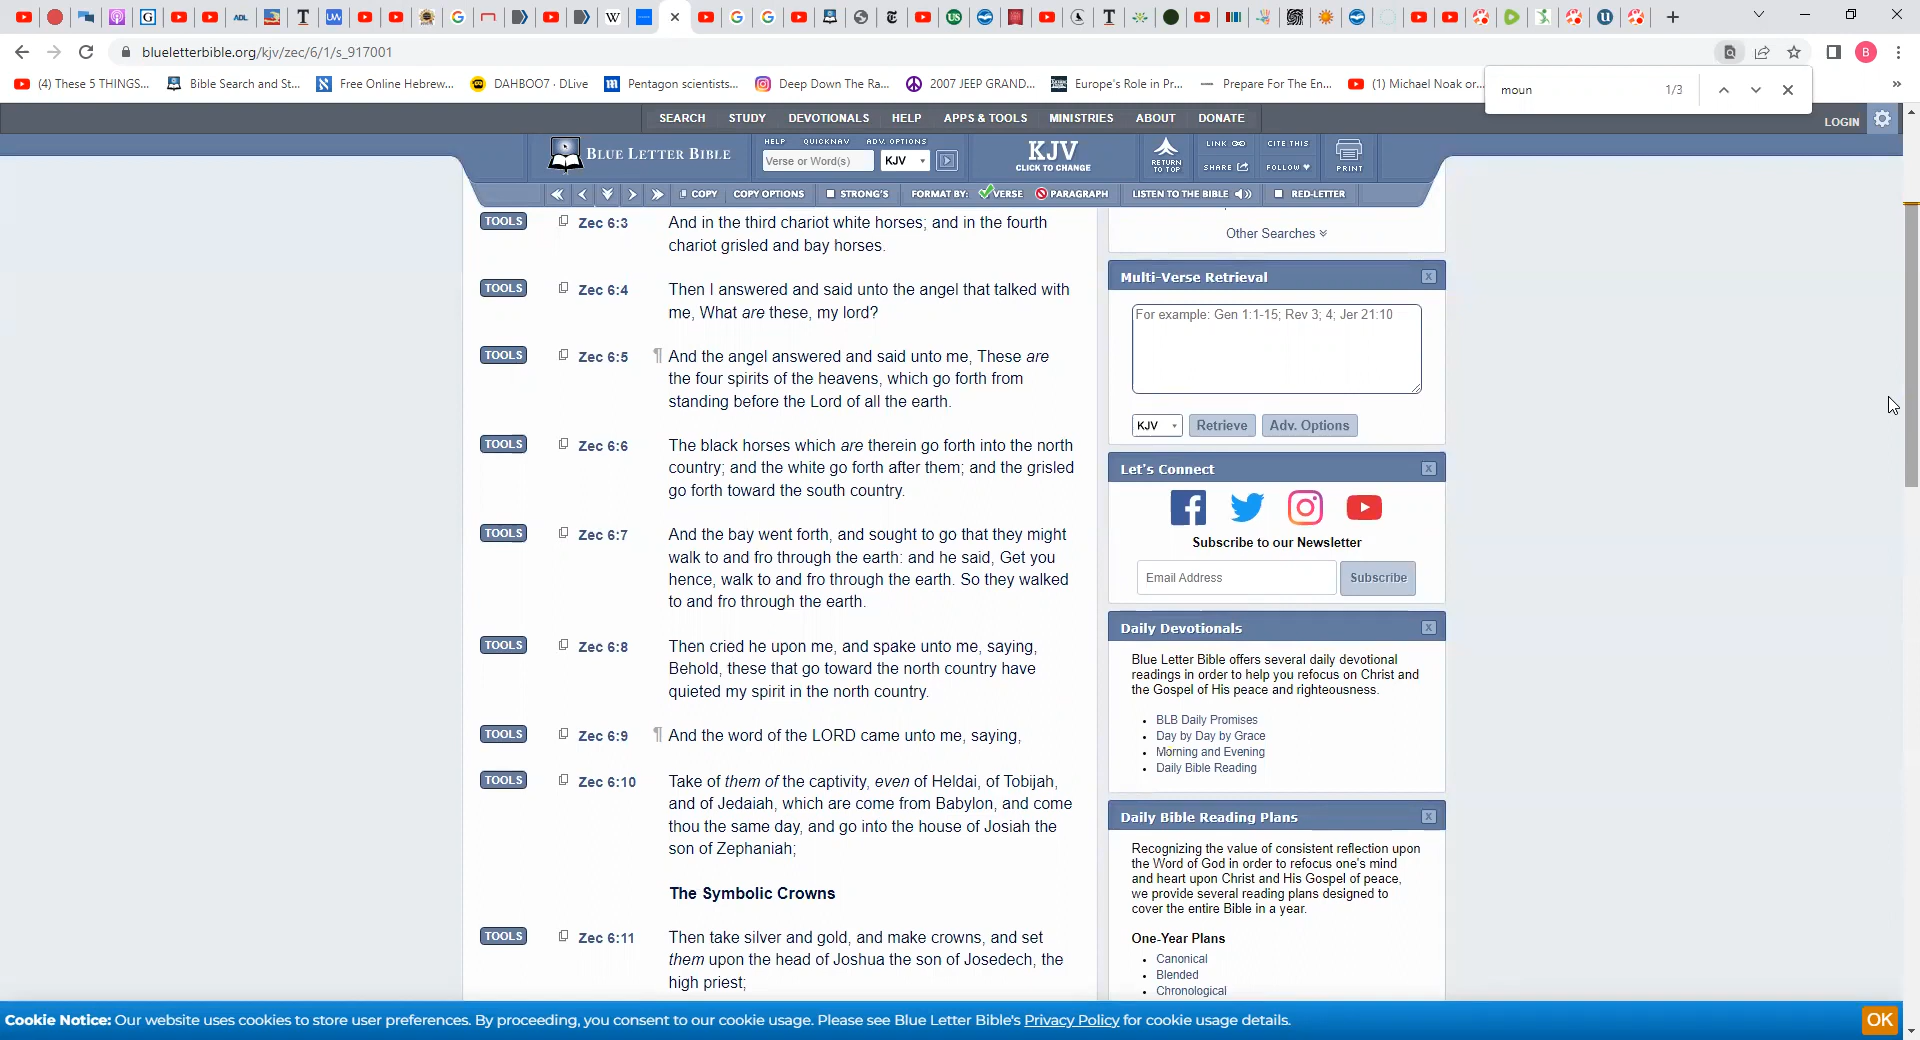 blueletterbible.org/kjv/zec/6/1/s_917001
(4) These 5 THINGS...
Bible Search and St...
Free Online Hebrew...
DAHBOO7 - DLive
Pentagon scientists...
Deep Down The Ra...
2007 JEEP GRAND...
Europe's Role in Pr...
Prepare For The En...
(1) Michael Noak or...
»
moun
1/3
SEARCH
STUDY
DEVOTIONALS
HELP
APPS & TOOLS
MINISTRIES
ABOUT
DONATE
LOGIN
BLUE LETTER BIBLE
HELP
QUICKNAV
ADV. OPTIONS
Verse or Word(s)
KJV
KJV
CLICK TO CHANGE
RETURN
TO TOP
LINK
SHARE
CITE THIS
FOLLOW
PRINT
COPY
COPY OPTIONS
STRONG'S
FORMAT BY:
VERSE
PARAGRAPH
LISTEN TO THE BIBLE
RED-LETTER
TOOLS
Zec 6:3
And in the third chariot white horses; and in the fourth
chariot grisled and bay horses.
TOOLS
Zec 6:4
Then I answered and said unto the angel that talked with
me, What are these, my lord?
TOOLS
Zec 6:5
¶ And the angel answered and said unto me, These are
the four spirits of the heavens, which go forth from
standing before the Lord of all the earth.
TOOLS
Zec 6:6
The black horses which are therein go forth into the north
country; and the white go forth after them; and the grisled
go forth toward the south country.
TOOLS
Zec 6:7
And the bay went forth, and sought to go that they might
walk to and fro through the earth: and he said, Get you
hence, walk to and fro through the earth. So they walked
to and fro through the earth.
TOOLS
Zec 6:8
Then cried he upon me, and spake unto me, saying,
Behold, these that go toward the north country have
quieted my spirit in the north country.
TOOLS
Zec 6:9
¶ And the word of the LORD came unto me, saying,
TOOLS
Zec 6:10
Take of them of the captivity, even of Heldai, of Tobijah,
and of Jedaiah, which are come from Babylon, and come
thou the same day, and go into the house of Josiah the
son of Zephaniah;
The Symbolic Crowns
TOOLS
Zec 6:11
Then take silver and gold, and make crowns, and set
them upon the head of Joshua the son of Josedech, the
high priest;
Other Searches
Multi-Verse Retrieval
For example: Gen 1:1-15; Rev 3; 4; Jer 21:10
KJV
Retrieve
Adv. Options
Let's Connect
Subscribe to our Newsletter
Email Address
Subscribe
Daily Devotionals
Blue Letter Bible offers several daily devotional
readings in order to help you refocus on Christ and
the Gospel of His peace and righteousness.
BLB Daily Promises
Day by Day by Grace
Morning and Evening
Daily Bible Reading
Daily Bible Reading Plans
Recognizing the value of consistent reflection upon
the Word of God in order to refocus one's mind
and heart upon Christ and His Gospel of peace,
we provide several reading plans designed to
cover the entire Bible in a year.
One-Year Plans
Canonical
Blended
Chronological
Cookie Notice: Our website uses cookies to store user preferences. By proceeding, you consent to our cookie usage. Please see Blue Letter Bible's Privacy Policy for cookie usage details.
OK